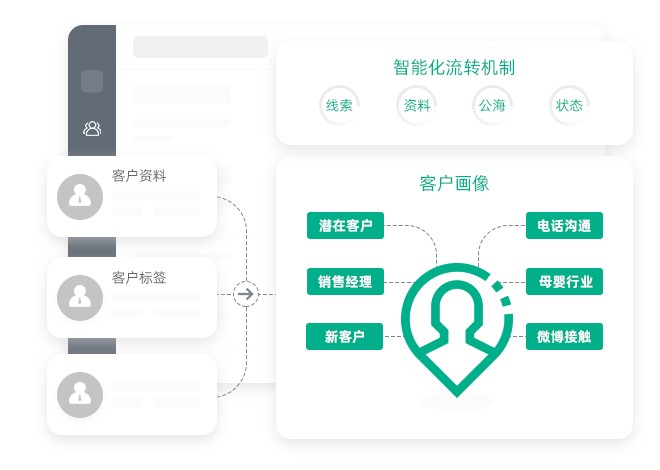 智能化流转机制
线索
资料
公海
状态
客户资料
客户标签
客户画像
潜在客户
电话沟通
销售经理
母婴行业
新客户
微博接触